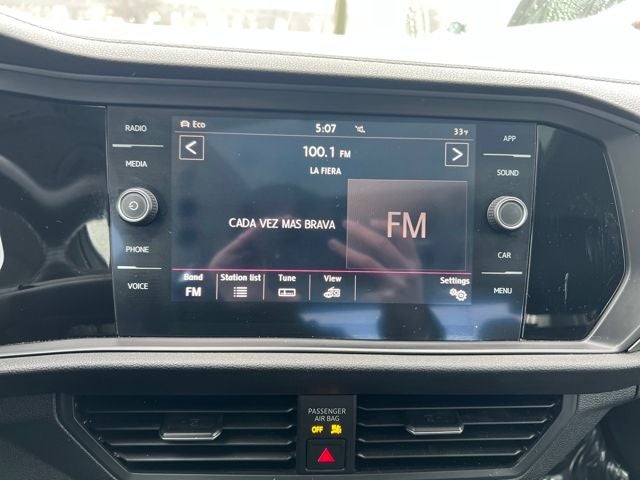 RADIO
MEDIA
PHONE
VOICE
Eco 5:07 33°F
100.1 FM
LA FIERA
CADA VEZ MAS BRAVA
FM
Band Station list Tune View Settings
FM
APP
SOUND
CAR
MENU
PASSENGER
AIR BAG
OFF